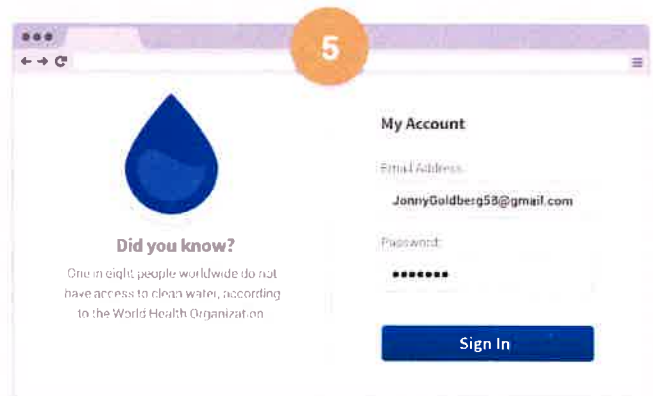 5
Did you know?
One in eight people worldwide do not
have access to clean water, according
to the World Health Organization.
My Account
Email Address:
JonnyGoldberg58@gmail.com
Password:
•••••••
Sign In